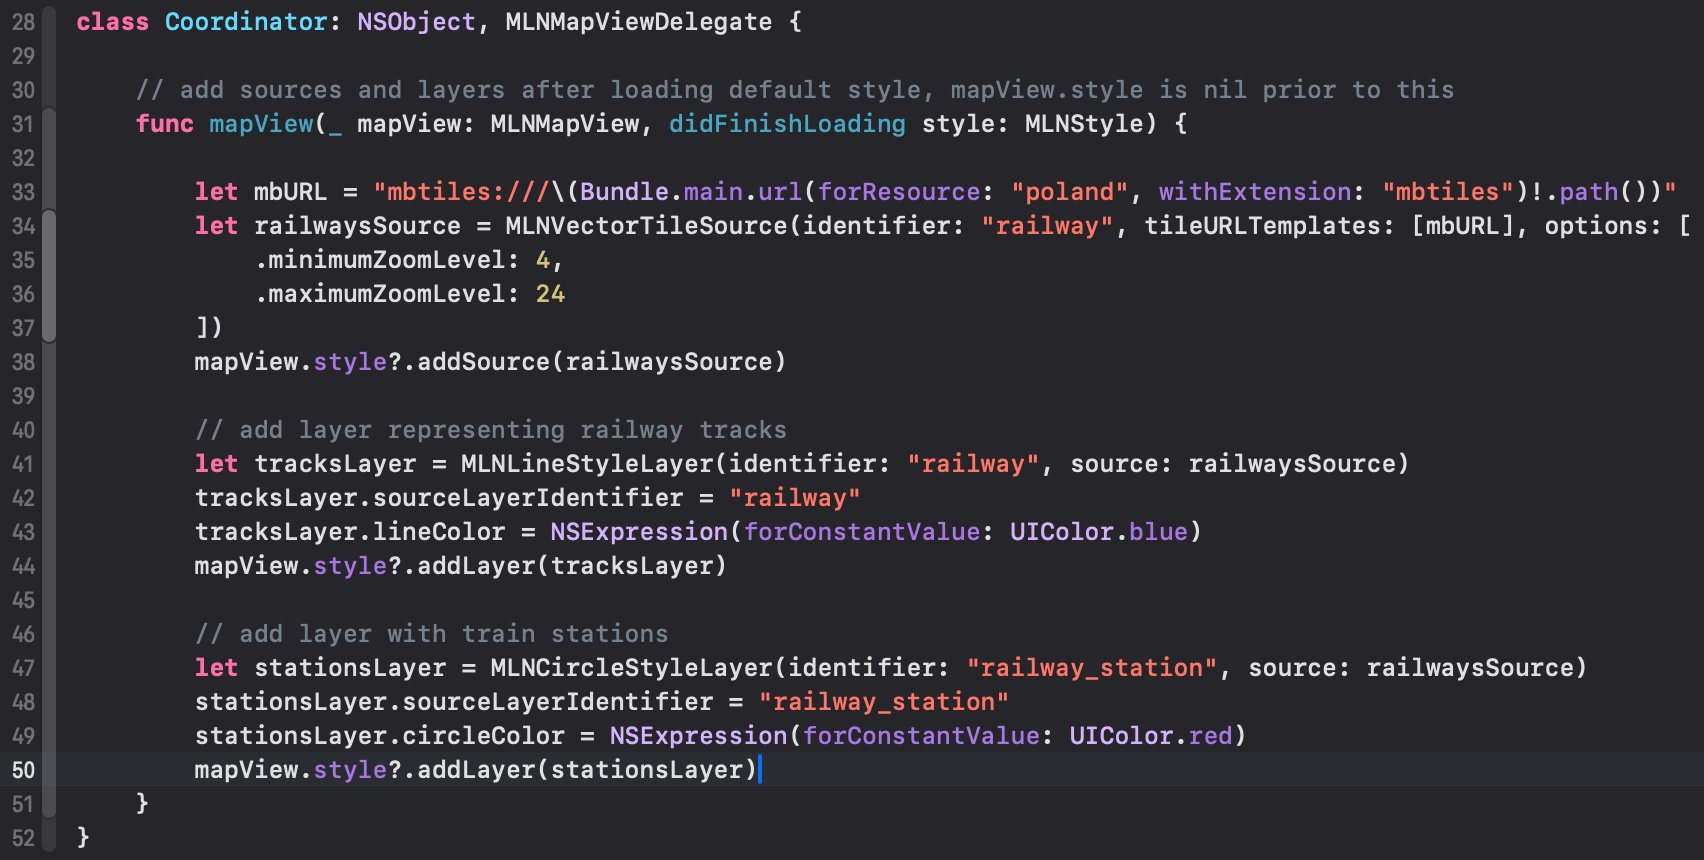 28 class Coordinator: NSObject, MLNMapViewDelegate {
29
30     // add sources and layers after loading default style, mapView.style is nil prior to this
31     func mapView(_ mapView: MLNMapView, didFinishLoading style: MLNStyle) {
32
33         let mbURL = "mbtiles:///\(Bundle.main.url(forResource: "poland", withExtension: "mbtiles")!.path())"
34         let railwaysSource = MLNVectorTileSource(identifier: "railway", tileURLTemplates: [mbURL], options: [
35             .minimumZoomLevel: 4,
36             .maximumZoomLevel: 24
37         ])
38         mapView.style?.addSource(railwaysSource)
39
40         // add layer representing railway tracks
41         let tracksLayer = MLNLineStyleLayer(identifier: "railway", source: railwaysSource)
42         tracksLayer.sourceLayerIdentifier = "railway"
43         tracksLayer.lineColor = NSExpression(forConstantValue: UIColor.blue)
44         mapView.style?.addLayer(tracksLayer)
45
46         // add layer with train stations
47         let stationsLayer = MLNCircleStyleLayer(identifier: "railway_station", source: railwaysSource)
48         stationsLayer.sourceLayerIdentifier = "railway_station"
49         stationsLayer.circleColor = NSExpression(forConstantValue: UIColor.red)
50         mapView.style?.addLayer(stationsLayer)
51     }
52 }